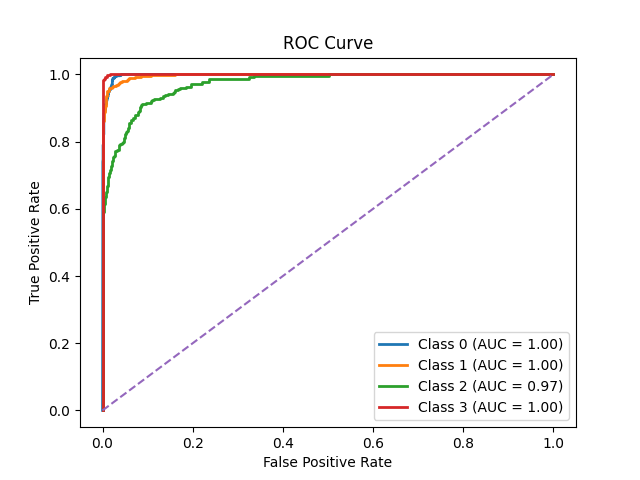 ROC Curve
True Positive Rate
1.0
0.8
0.6
0.4
0.2
0.0
Class 0 (AUC = 1.00)
Class 1 (AUC = 1.00)
Class 2 (AUC = 0.97)
Class 3 (AUC = 1.00)
0.0 0.2 0.4 0.6 0.8 1.0
False Positive Rate